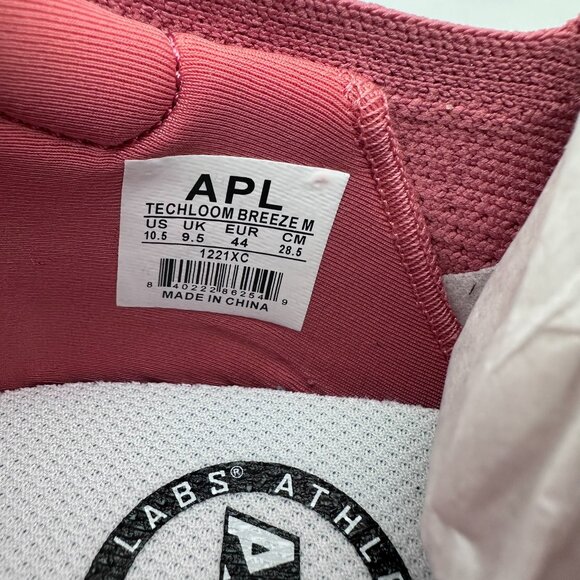 APL
TECHLOOM BREEZE M
US UK EUR CM
10.5 9.5 44 28.5
1221XC
8 40222 86254 9
MADE IN CHINA
LABS® ATHLE